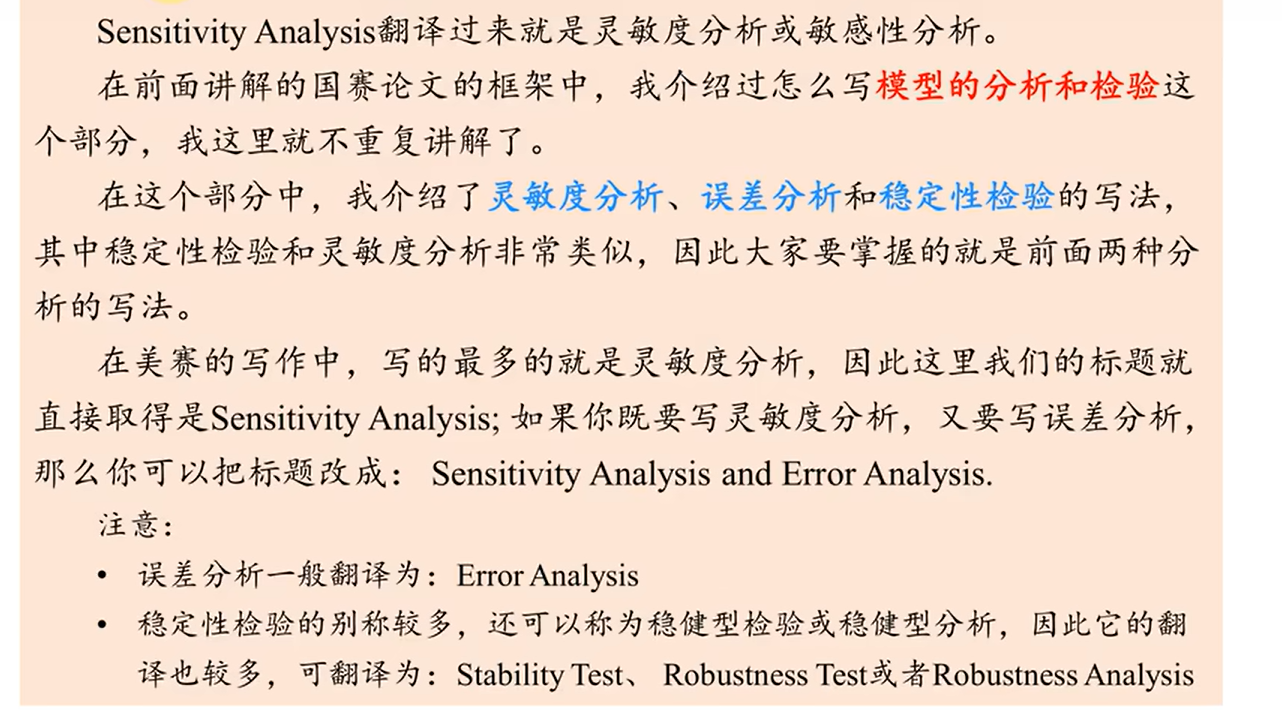 Sensitivity Analysis翻译过来就是灵敏度分析或敏感性分析。
在前面讲解的国赛论文的框架中，我介绍过怎么写模型的分析和检验这
个部分，我这里就不重复讲解了。
在这个部分中，我介绍了灵敏度分析、误差分析和稳定性检验的写法，
其中稳定性检验和灵敏度分析非常类似，因此大家要掌握的就是前面两种分
析的写法。
在美赛的写作中，写的最多的就是灵敏度分析，因此这里我们的标题就
直接取得是Sensitivity Analysis; 如果你既要写灵敏度分析，又要写误差分析，
那么你可以把标题改成： Sensitivity Analysis and Error Analysis.
注意：
• 误差分析一般翻译为：Error Analysis
• 稳定性检验的别称较多，还可以称为稳健型检验或稳健型分析，因此它的翻
译也较多，可翻译为：Stability Test、 Robustness Test或者Robustness Analysis